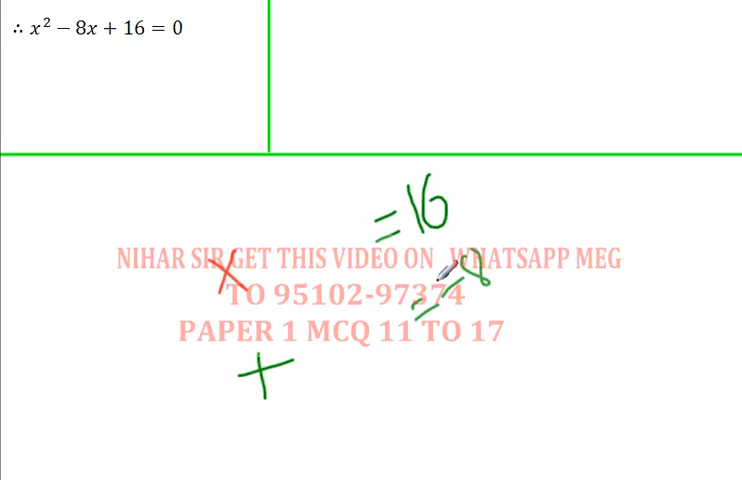 ∴ x² − 8x + 16 = 0
= 16
NIHAR SIR GET THIS VIDEO ON WHATSAPP MEG
× = −8
TO 95102-97374
PAPER 1 MCQ 11 TO 17
+